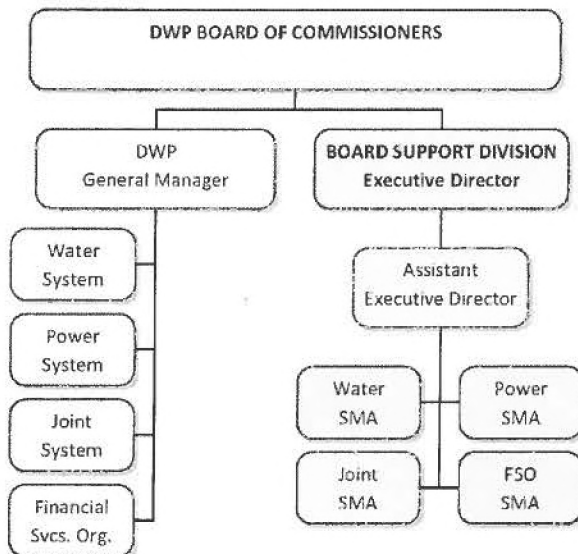 DWP BOARD OF COMMISSIONERS
DWP
General Manager
BOARD SUPPORT DIVISION
Executive Director
Water
System
Power
System
Joint
System
Financial
Svcs. Org.
Assistant
Executive Director
Water
SMA
Power
SMA
Joint
SMA
FSO
SMA